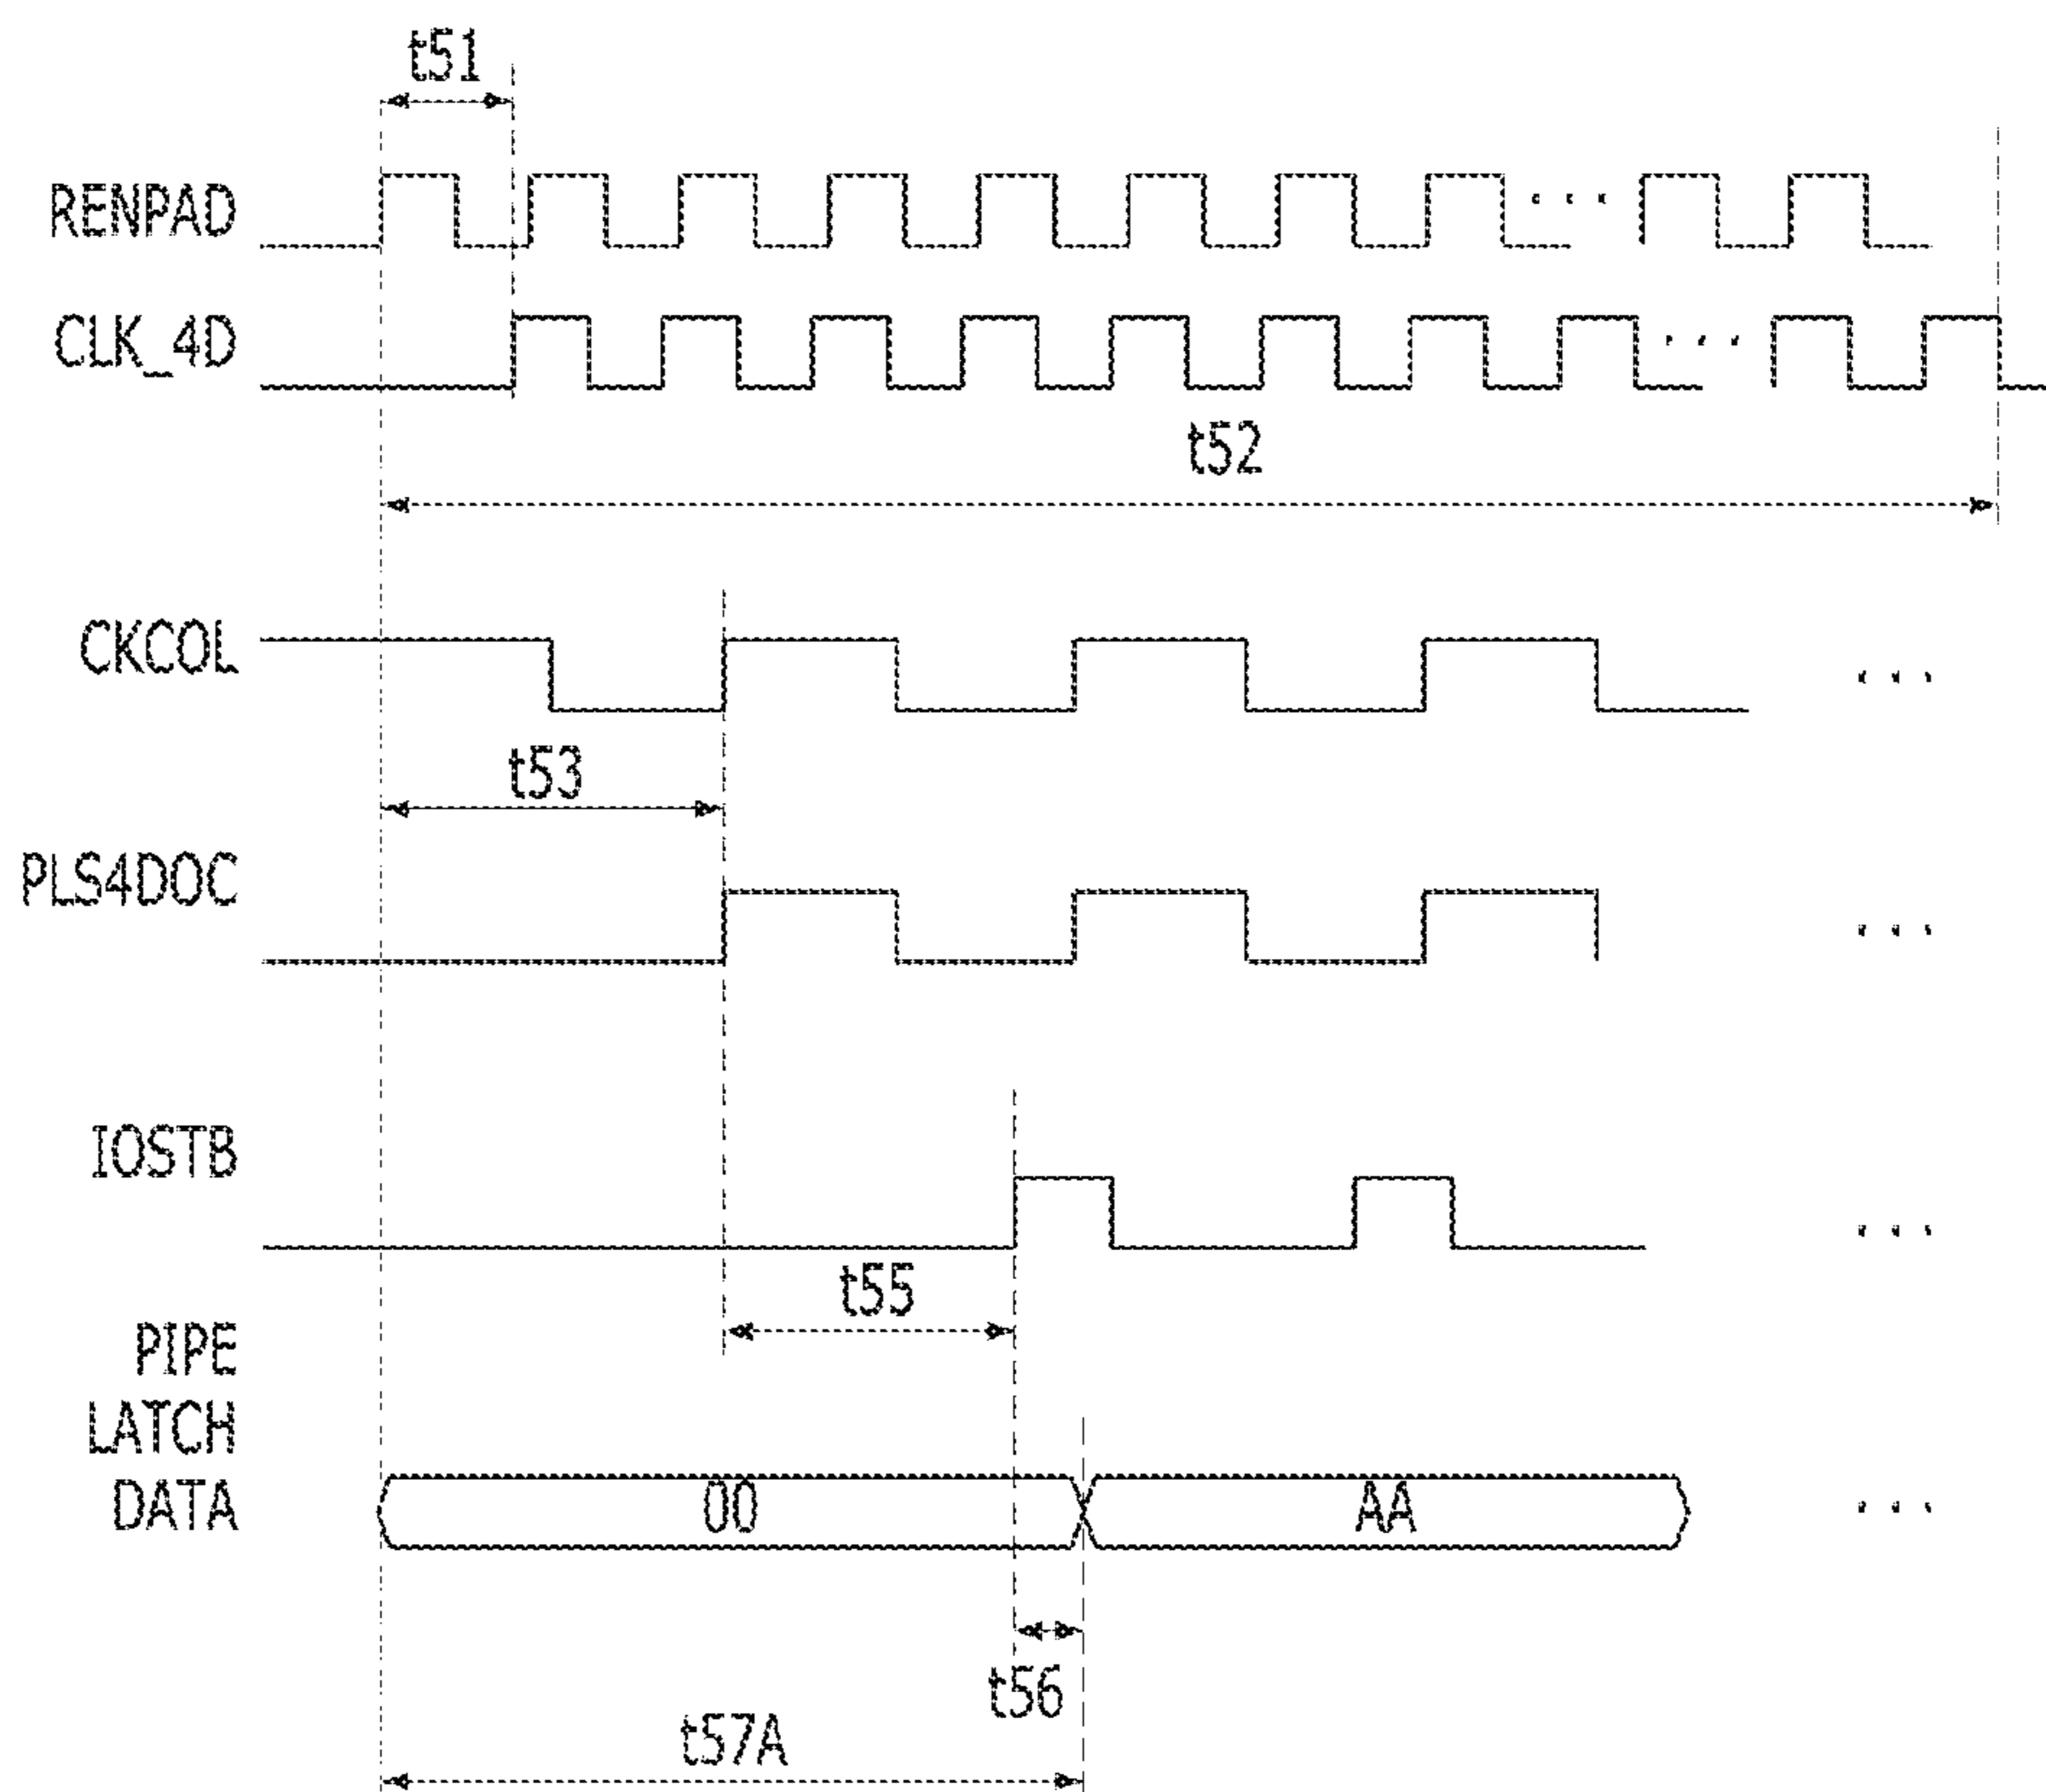 t51
RENPAD
CLK_4D
t52
CKCOL
t53
PLS4DOC
IOSTB
t55
PIPE
LATCH
DATA
00
AA
t56
t57A